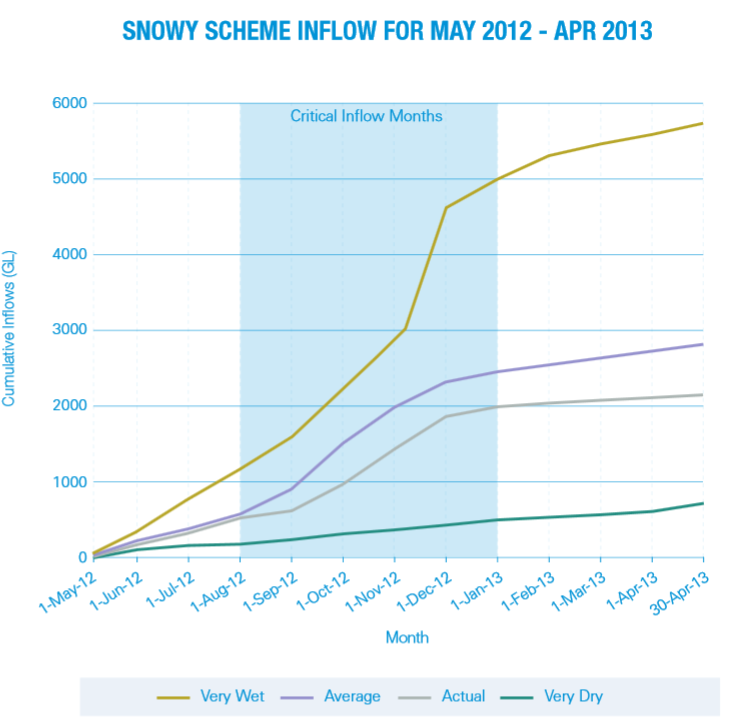 SNOWY SCHEME INFLOW FOR MAY 2012 - APR 2013
Critical Inflow Months
6000
5000
4000
3000
2000
1000
0
Cumulative Inflows (GL)
1-May-12
1-Jun-12
1-Jul-12
1-Aug-12
1-Sep-12
1-Oct-12
1-Nov-12
1-Dec-12
1-Jan-13
1-Feb-13
1-Mar-13
1-Apr-13
30-Apr-13
Month
Very Wet Average Actual Very Dry